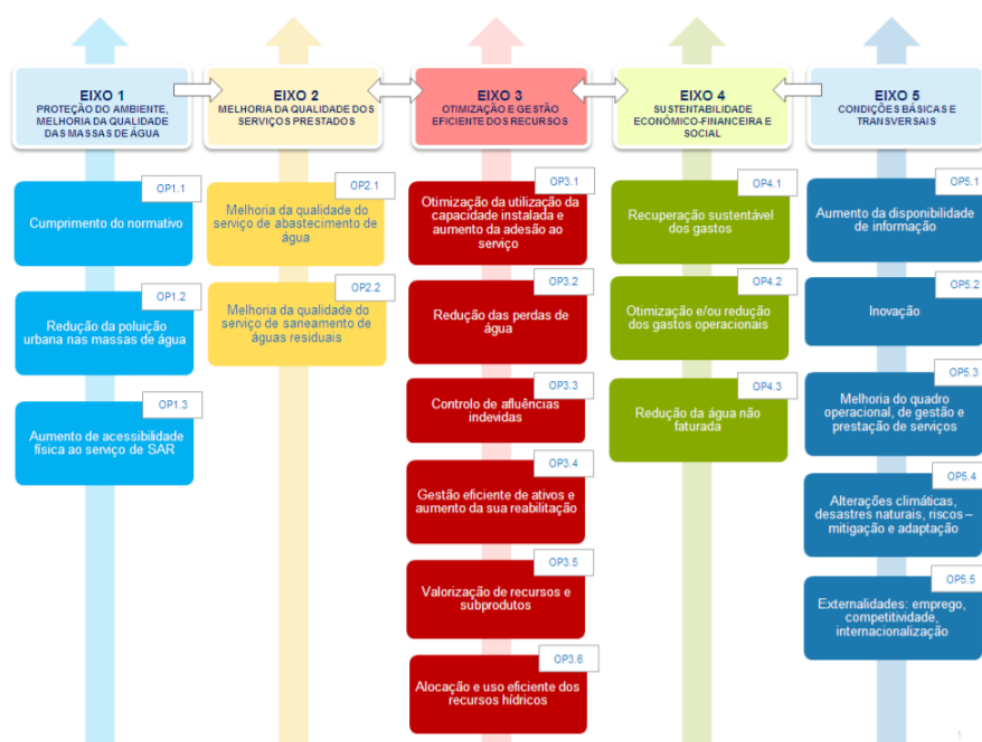 EIXO 1
PROTEÇÃO DO AMBIENTE,
MELHORIA DA QUALIDADE
DAS MASSAS DE ÁGUA
EIXO 2
MELHORIA DA QUALIDADE DOS
SERVIÇOS PRESTADOS
EIXO 3
OTIMIZAÇÃO E GESTÃO
EFICIENTE DOS RECURSOS
EIXO 4
SUSTENTABILIDADE
ECONÓMICO-FINANCEIRA E
SOCIAL
EIXO 5
CONDIÇÕES BÁSICAS E
TRANSVERSAIS
OP1.1
Cumprimento do normativo
OP1.2
Redução da poluição
urbana nas massas de água
OP1.3
Aumento de acessibilidade
física ao serviço de SAR
OP2.1
Melhoria da qualidade do
serviço de abastecimento de
água
OP2.2
Melhoria da qualidade do
serviço de saneamento de
águas residuais
OP3.1
Otimização da utilização da
capacidade instalada e
aumento da adesão ao
serviço
OP3.2
Redução das perdas de
água
OP3.3
Controlo de afluências
indevidas
OP3.4
Gestão eficiente de ativos e
aumento da sua reabilitação
OP3.5
Valorização de recursos e
subprodutos
OP3.6
Alocação e uso eficiente dos
recursos hídricos
OP4.1
Recuperação sustentável
dos gastos
OP4.2
Otimização e/ou redução
dos gastos operacionais
OP4.3
Redução da água não
faturada
OP5.1
Aumento da disponibilidade
de informação
OP5.2
Inovação
OP5.3
Melhoria do quadro
operacional, de gestão e
prestação de serviços
OP5.4
Alterações climáticas,
desastres naturais, riscos –
mitigação e adaptação
OP5.5
Externalidades: emprego,
competitividade,
internacionalização
1